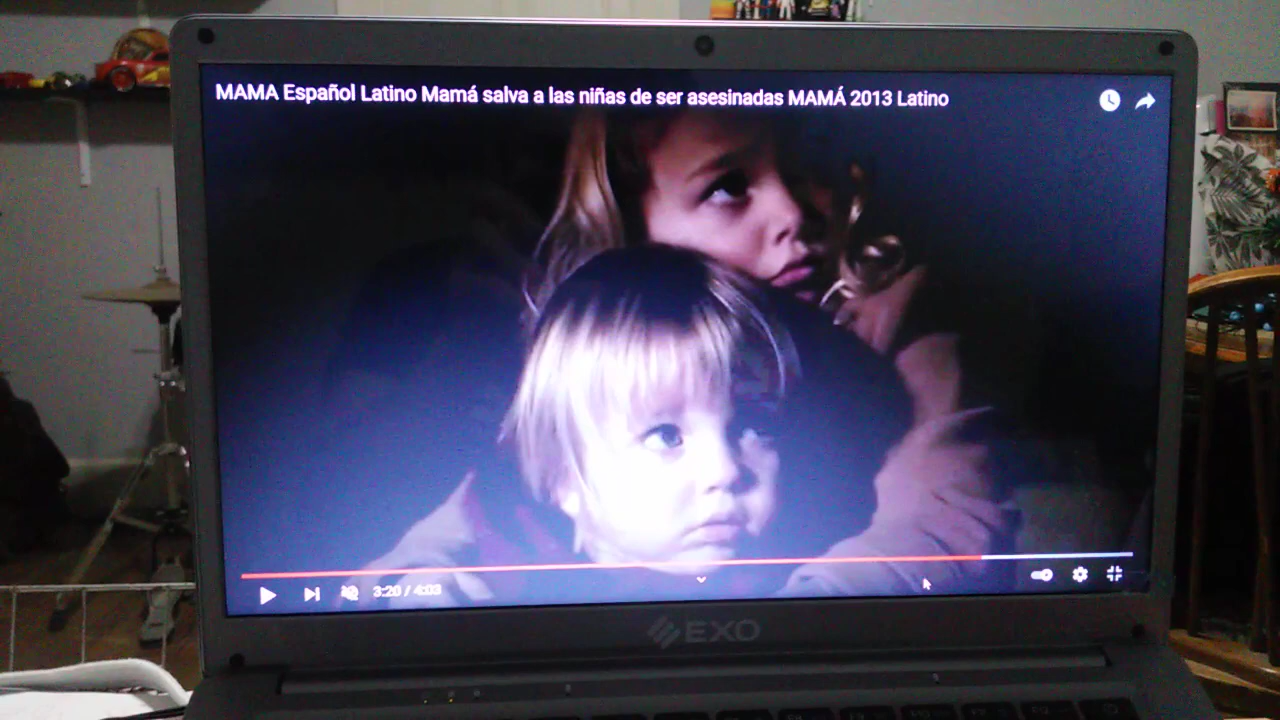 MAMA Español Latino Mamá salva a las niñas de ser asesinadas MAMÁ 2013 Latino
3:20 / 4:03
EXO